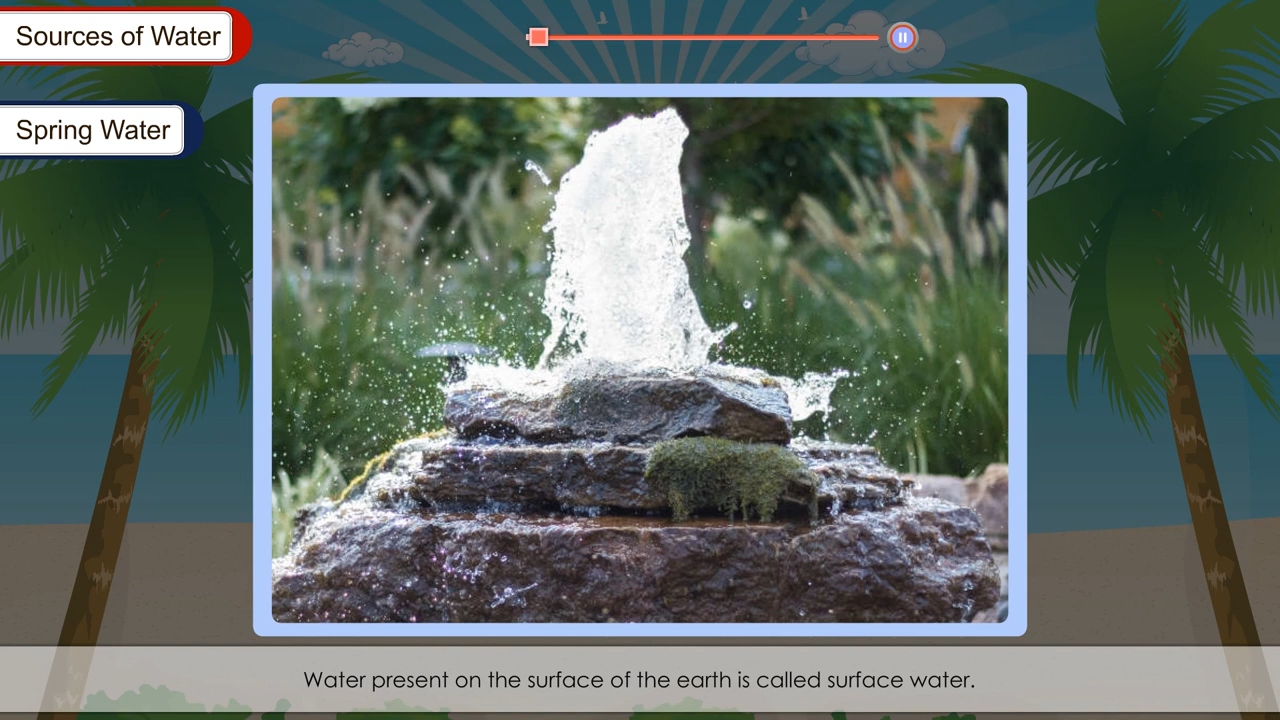 Sources of Water
Spring Water
Water present on the surface of the earth is called surface water.